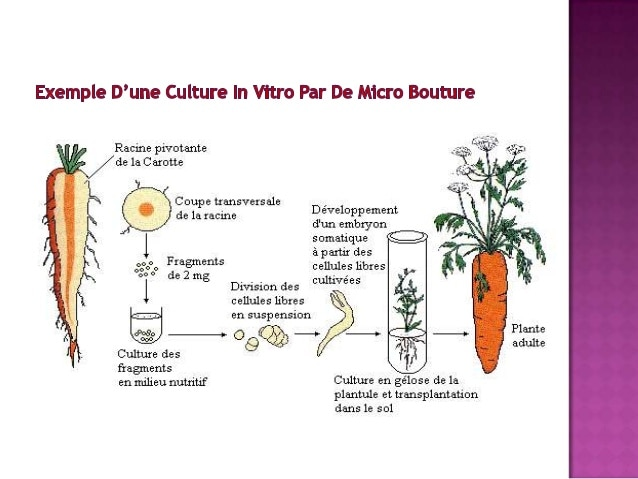 Exemple D'une Culture In Vitro Par De Micro Bouture
Racine pivotante
de la Carotte
Coupe transversale
de la racine
Fragments
de 2 mg
Culture des
fragments
en milieu nutritif
Division des
cellules libres
en suspension
Développement
d'un embryon
somatique
à partir des
cellules libres
cultivées
Culture en gélose de la
plantule et transplantation
dans le sol
Plante
adulte